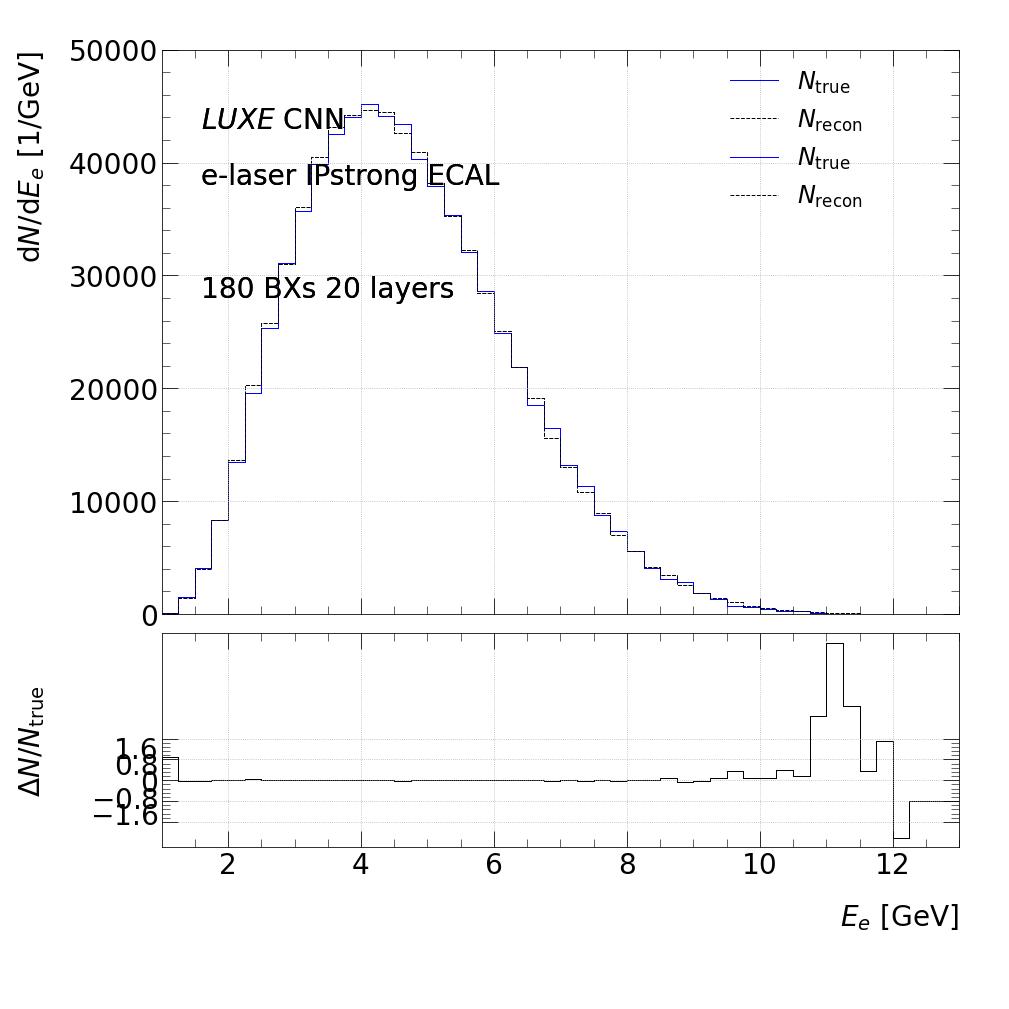 dN/dE_e [1/GeV]
50000
40000
30000
20000
10000
0
LUXE CNN
e-laser IPstrong ECAL
180 BXs 20 layers
N_true
N_recon
N_true
N_recon
ΔN/N_true
1.6
0.8
0
−0.8
−1.6
2 4 6 8 10 12
E_e [GeV]